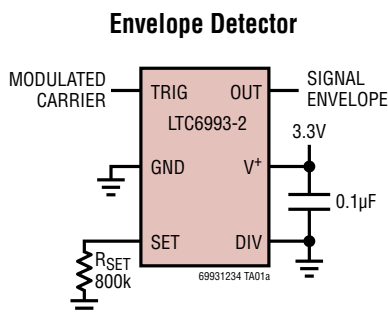 Envelope Detector
MODULATED
CARRIER
TRIG
OUT
SIGNAL
ENVELOPE
LTC6993-2
3.3V
GND
V+
0.1µF
SET
DIV
RSET
800k
69931234 TA01a